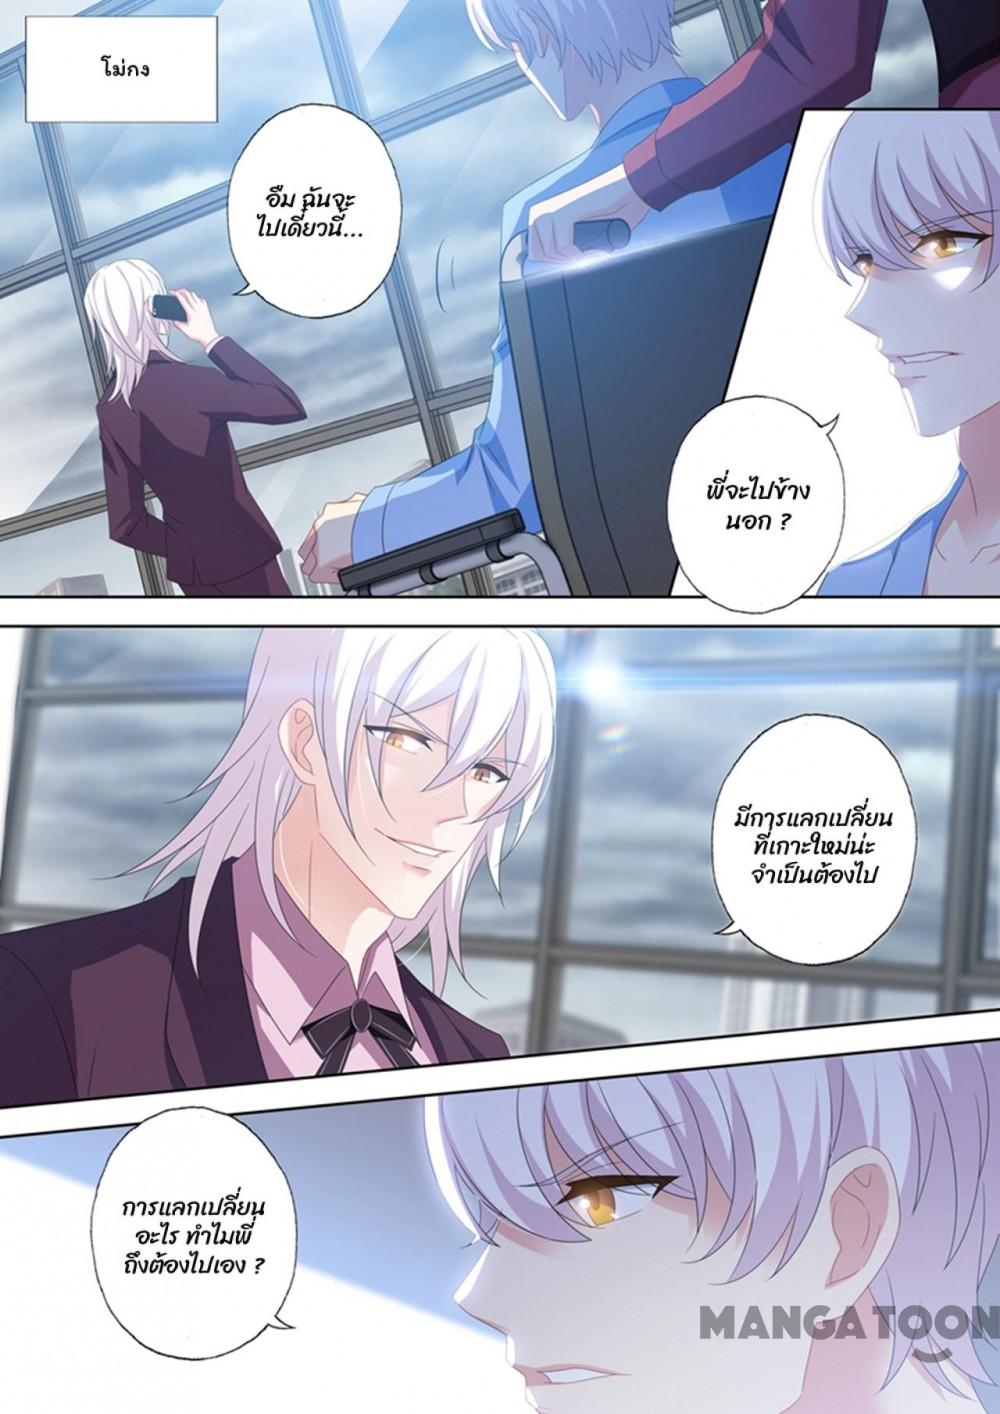 โม่กง
อืม ฉันจะ
ไปเดี๋ยวนี้...
พี่จะไปข้าง
นอก ?
มีการแลกเปลี่ยน
ที่เกาะใหม่น่ะ
จำเป็นต้องไป
การแลกเปลี่ยน
อะไร ทำไมพี่
ถึงต้องไปเอง ?
MANGATOON